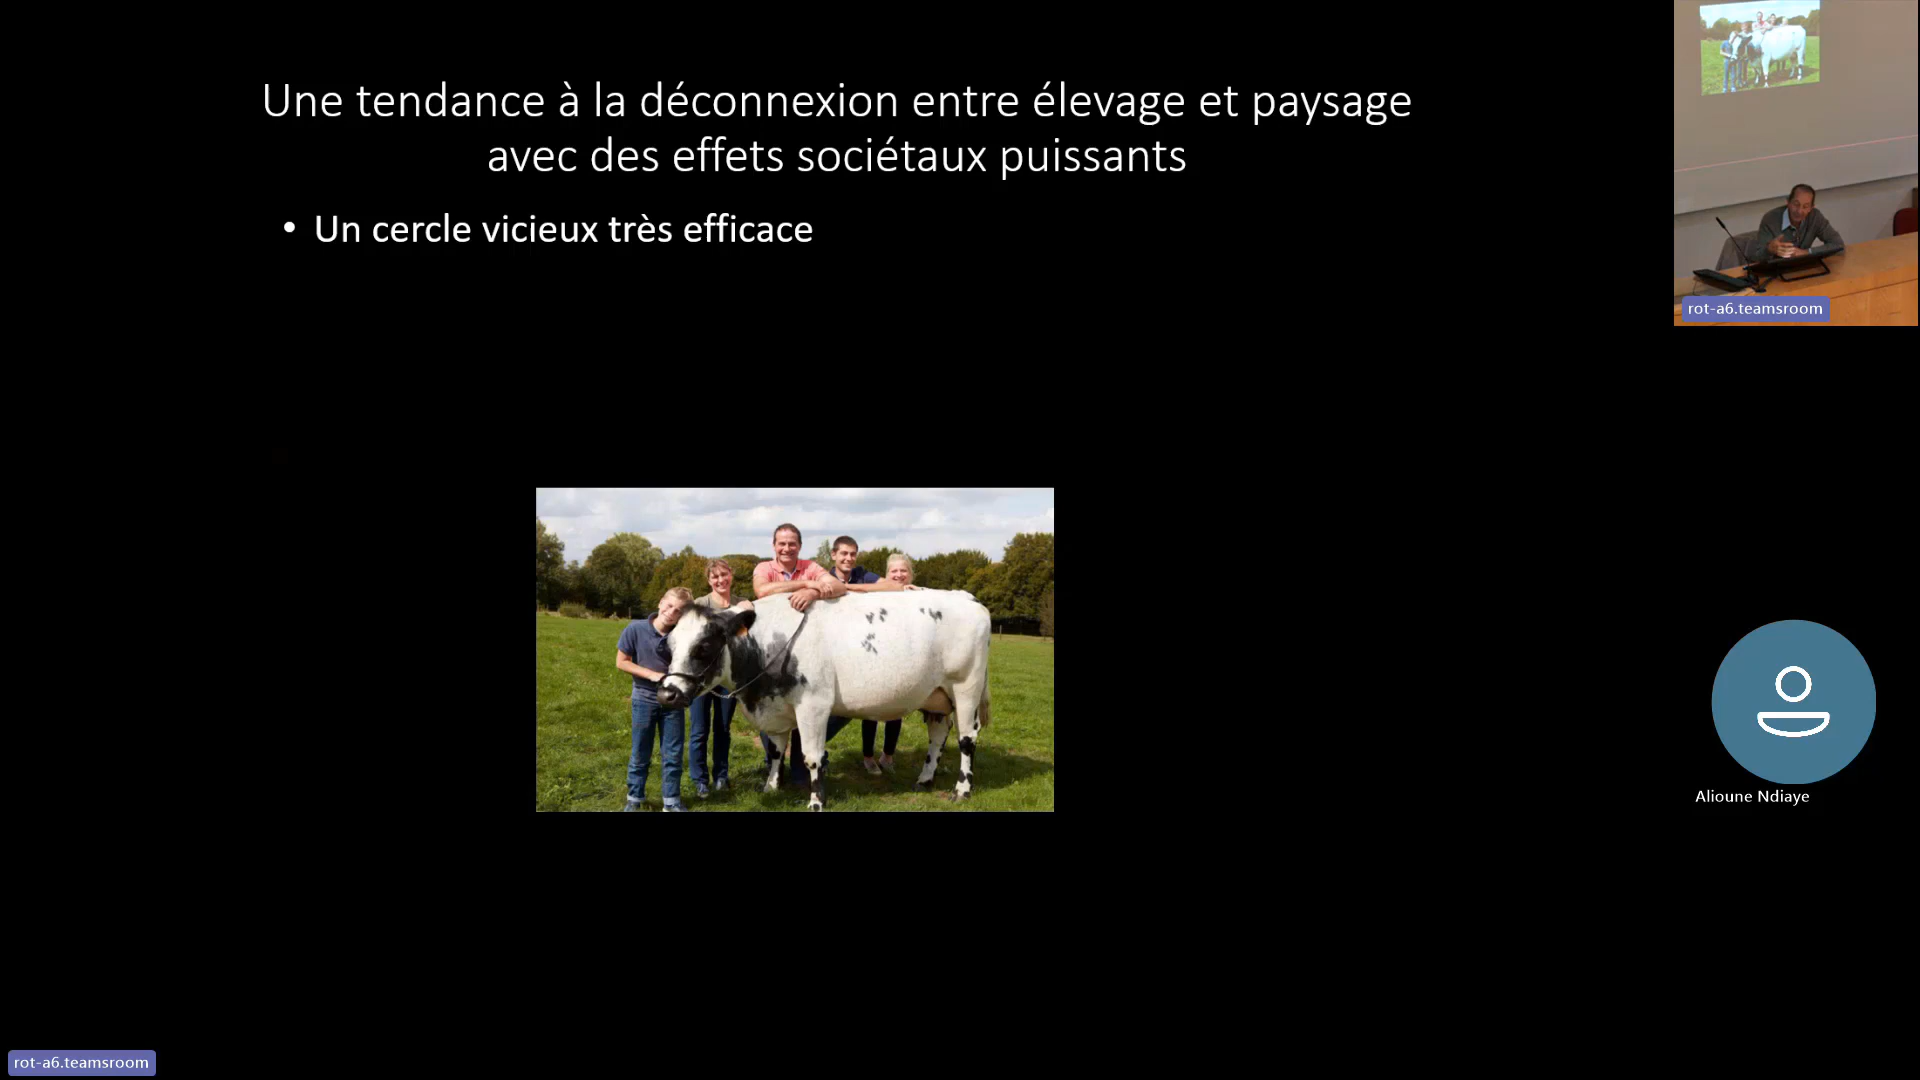 Une tendance à la déconnexion entre élevage et paysage
avec des effets sociétaux puissants
• Un cercle vicieux très efficace
rot-a6.teamsroom
Alioune Ndiaye
rot-a6.teamsroom